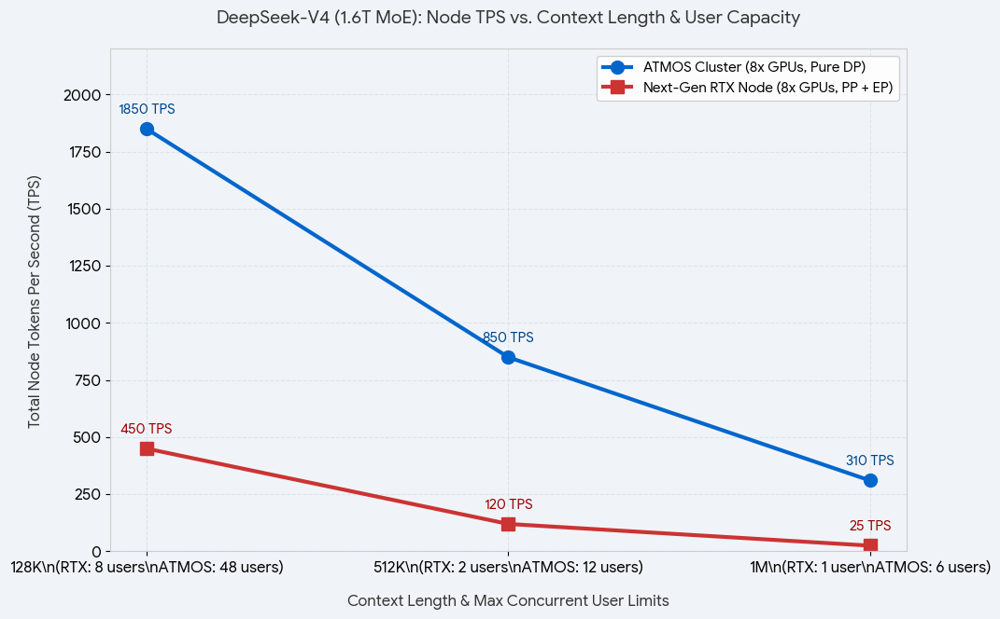 DeepSeek-V4 (1.6T MoE): Node TPS vs. Context Length & User Capacity
ATMOS Cluster (8x GPUs, Pure DP)
Next-Gen RTX Node (8x GPUs, PP + EP)
Total Node Tokens Per Second (TPS)
2000
1750
1500
1250
1000
750
500
250
0
1850 TPS
850 TPS
310 TPS
450 TPS
120 TPS
25 TPS
128K\n(RTX: 8 users\nATMOS: 48 users)
512K\n(RTX: 2 users\nATMOS: 12 users)
1M\n(RTX: 1 user\nATMOS: 6 users)
Context Length & Max Concurrent User Limits